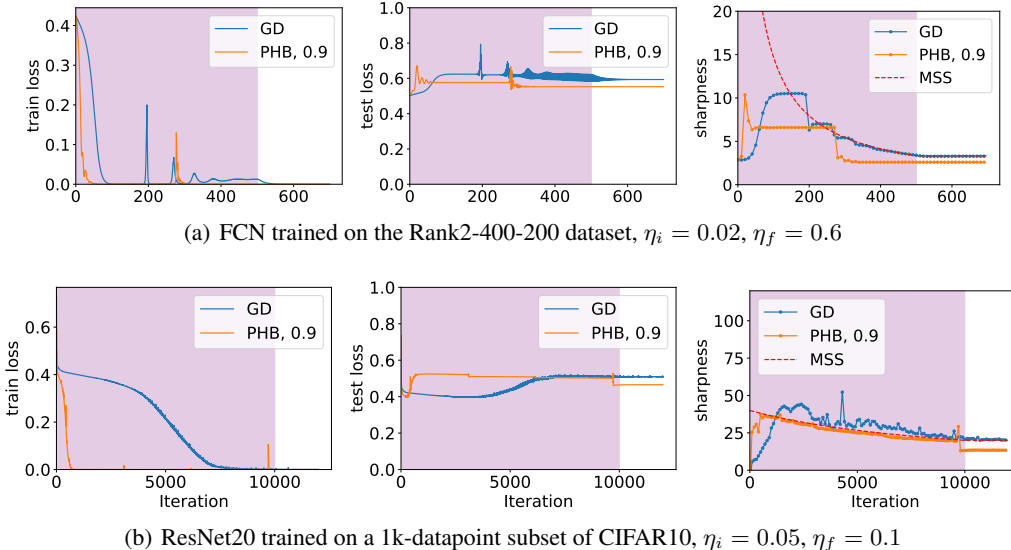 0.4
0.3
0.2
0.1
0.0
train loss
GD
PHB, 0.9
0 200 400 600
1.0
0.8
0.6
0.4
0.2
0.0
test loss
GD
PHB, 0.9
0 200 400 600
20
15
10
5
0
sharpness
GD
PHB, 0.9
MSS
0 200 400 600
(a) FCN trained on the Rank2-400-200 dataset, ηi = 0.02, ηf = 0.6
0.6
0.4
0.2
0.0
train loss
GD
PHB, 0.9
0 5000 10000
Iteration
1.0
0.8
0.6
0.4
0.2
0.0
test loss
GD
PHB, 0.9
0 5000 10000
Iteration
100
75
50
25
0
sharpness
GD
PHB, 0.9
MSS
0 5000 10000
Iteration
(b) ResNet20 trained on a 1k-datapoint subset of CIFAR10, ηi = 0.05, ηf = 0.1